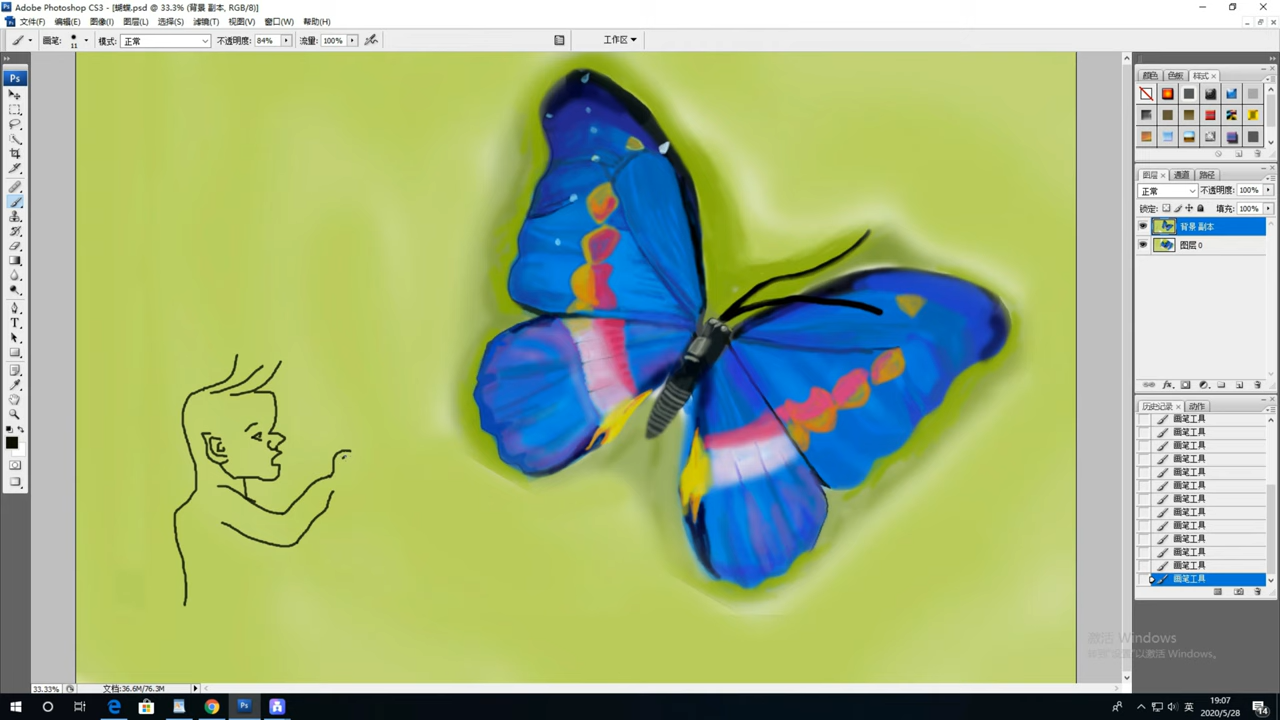 Adobe Photoshop CS3 - [蝴蝶.psd @ 33.3% (背景 副本, RGB/8)]
文件(F) 编辑(E) 图像(I) 图层(L) 选择(S) 滤镜(T) 视图(V) 窗口(W) 帮助(H)
画笔: 11 模式: 正常 不透明度: 84% 流量: 100% 工作区
Ps
颜色 色板 样式 x
图层 x 通道 路径
正常 不透明度: 100%
锁定: 填充: 100%
背景 副本
图层 0
历史记录 x 动作
画笔工具
画笔工具
画笔工具
画笔工具
画笔工具
画笔工具
画笔工具
画笔工具
画笔工具
画笔工具
画笔工具
画笔工具
画笔工具
激活 Windows
以激活 Windows。
33.33% 文档:36.6M/76.3M
英 19:07
2020/5/28
14